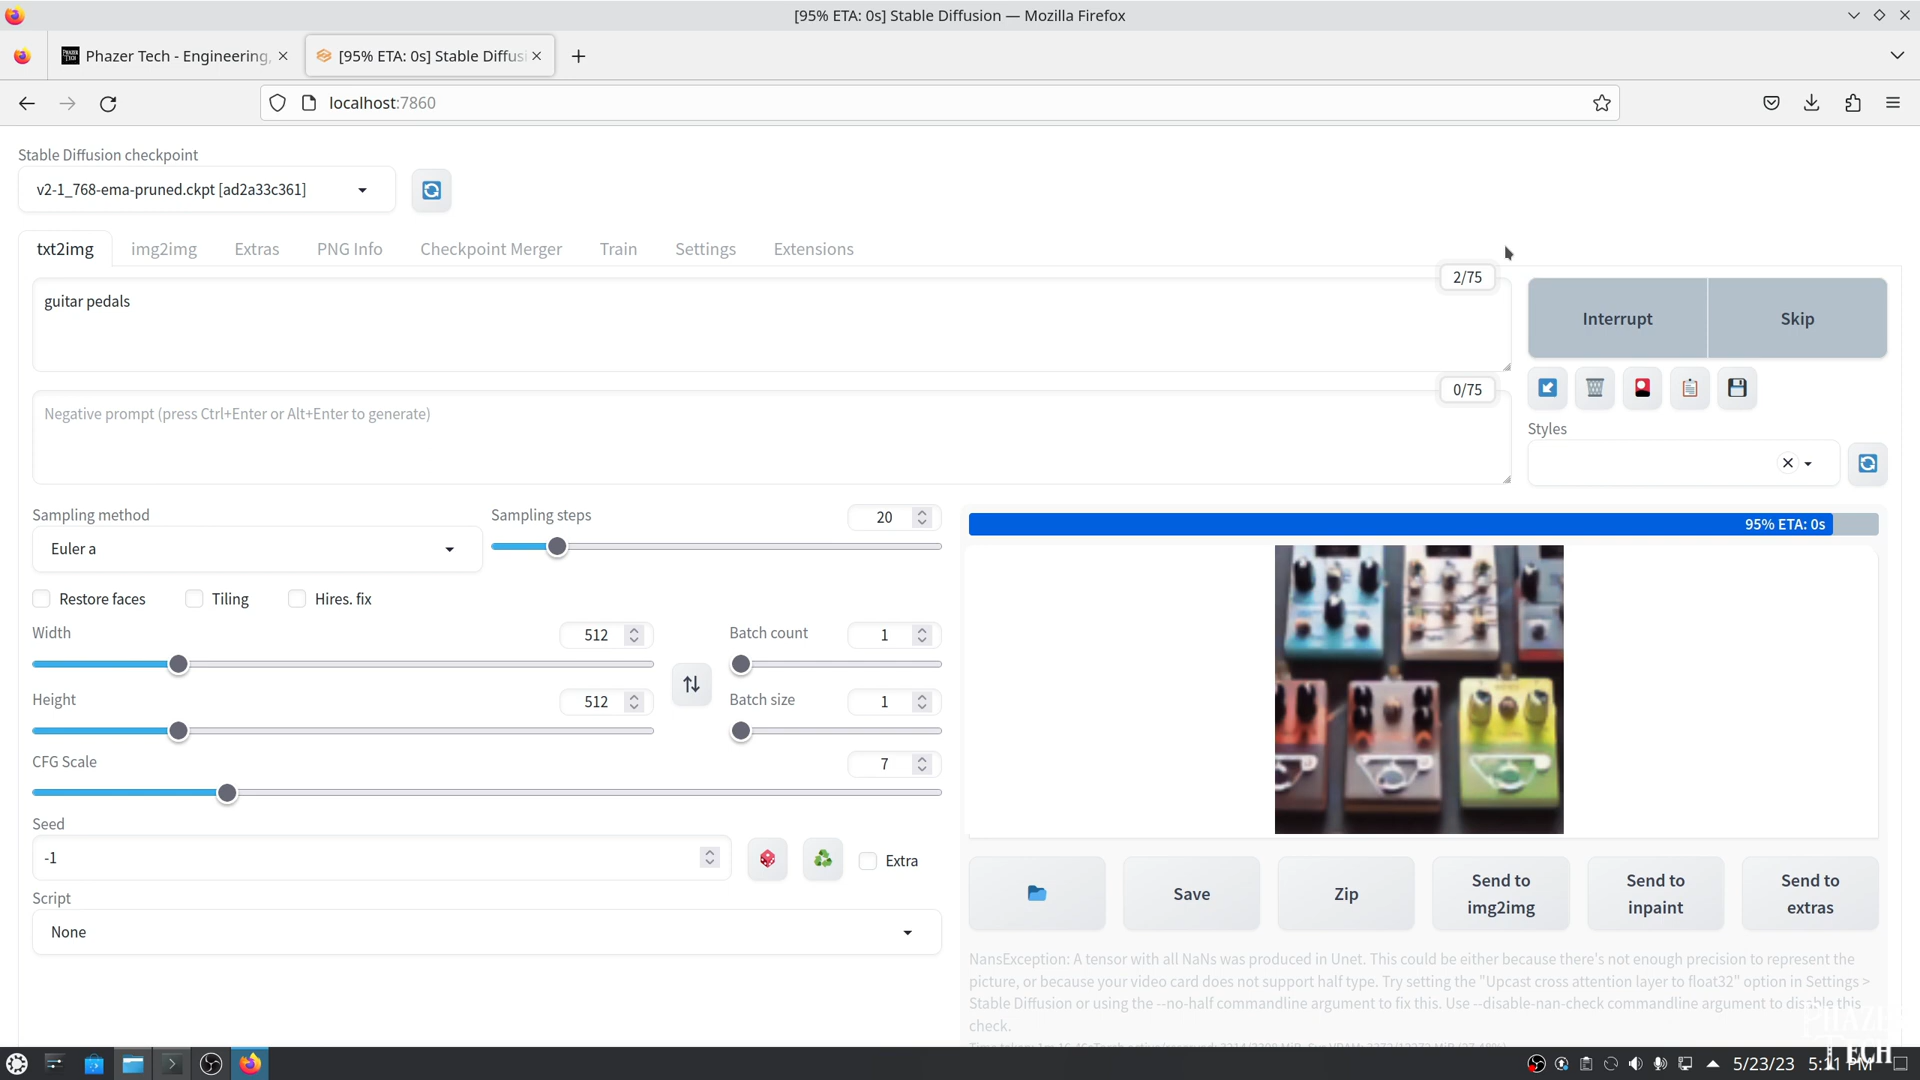 [95% ETA: 0s] Stable Diffusion — Mozilla Firefox
Phazer Tech - Engineering,
[95% ETA: 0s] Stable Diffus
localhost:7860
Stable Diffusion checkpoint
v2-1_768-ema-pruned.ckpt [ad2a33c361]
txt2img img2img Extras PNG Info Checkpoint Merger Train Settings Extensions
2/75
guitar pedals
Interrupt Skip
0/75
Negative prompt (press Ctrl+Enter or Alt+Enter to generate)
Styles
Sampling method
Euler a
Sampling steps
20
95% ETA: 0s
Restore faces Tiling Hires. fix
Width 512
Batch count 1
Height 512
Batch size 1
CFG Scale 7
Seed
-1
Extra
Script
None
Save
Zip
Send to
img2img
Send to
inpaint
Send to
extras
NansException: A tensor with all NaNs was produced in Unet. This could be either because there's not enough precision to represent the
picture, or because your video card does not support half type. Try setting the "Upcast cross attention layer to float32" option in Settings >
Stable Diffusion or using the --no-half commandline argument to fix this. Use --disable-nan-check commandline argument to disable this
check.
PHAZER
TECH
5/23/23 5:21 PM